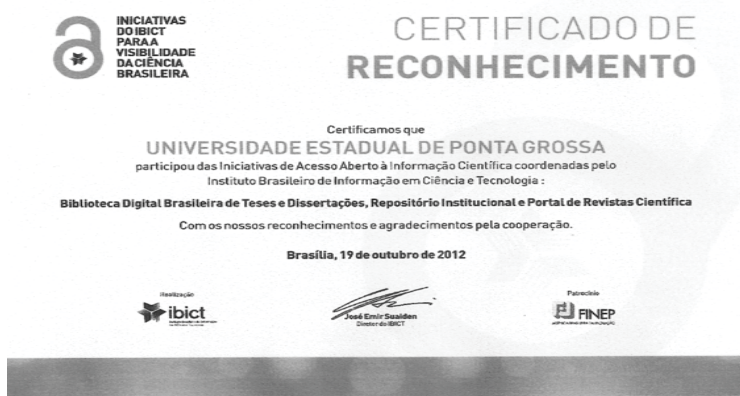 INICIATIVAS
DO IBICT
PARA A
VISIBILIDADE
DA CIÊNCIA
BRASILEIRA
CERTIFICADO DE
RECONHECIMENTO
Certificamos que
UNIVERSIDADE ESTADUAL DE PONTA GROSSA
participou das Iniciativas de Acesso Aberto à Informação Científica coordenadas pelo
Instituto Brasileiro de Informação em Ciência e Tecnologia :
Biblioteca Digital Brasileira de Teses e Dissertações, Repositório Institucional e Portal de Revistas Científica
Com os nossos reconhecimentos e agradecimentos pela cooperação.
Brasília, 19 de outubro de 2012
Realização
ibict
José Emir Suaiden
Diretor do IBICT
Patrocínio
FINEP